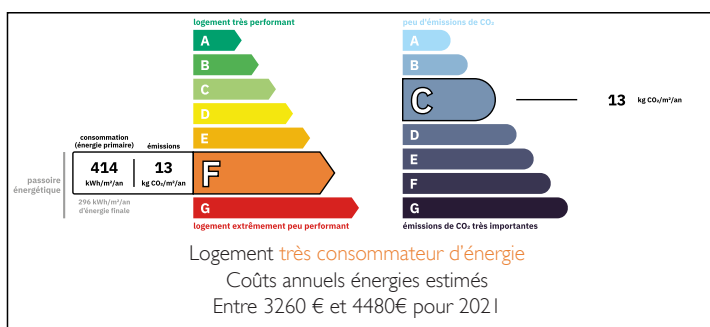 logement très performant
A
B
C
D
E
consommation
(énergie primaire)
émissions
414
13
kWh/m²/an
kg CO₂/m²/an
F
passoire
énergétique
296 kWh/m²/an
d'énergie finale
G
logement extrêmement peu performant
peu d'émissions de CO₂
A
B
C
13
kg CO₂/m²/an
D
E
F
G
émissions de CO₂ très importantes
Logement très consommateur d'énergie
Coûts annuels énergies estimés
Entre 3260 € et 4480€ pour 2021